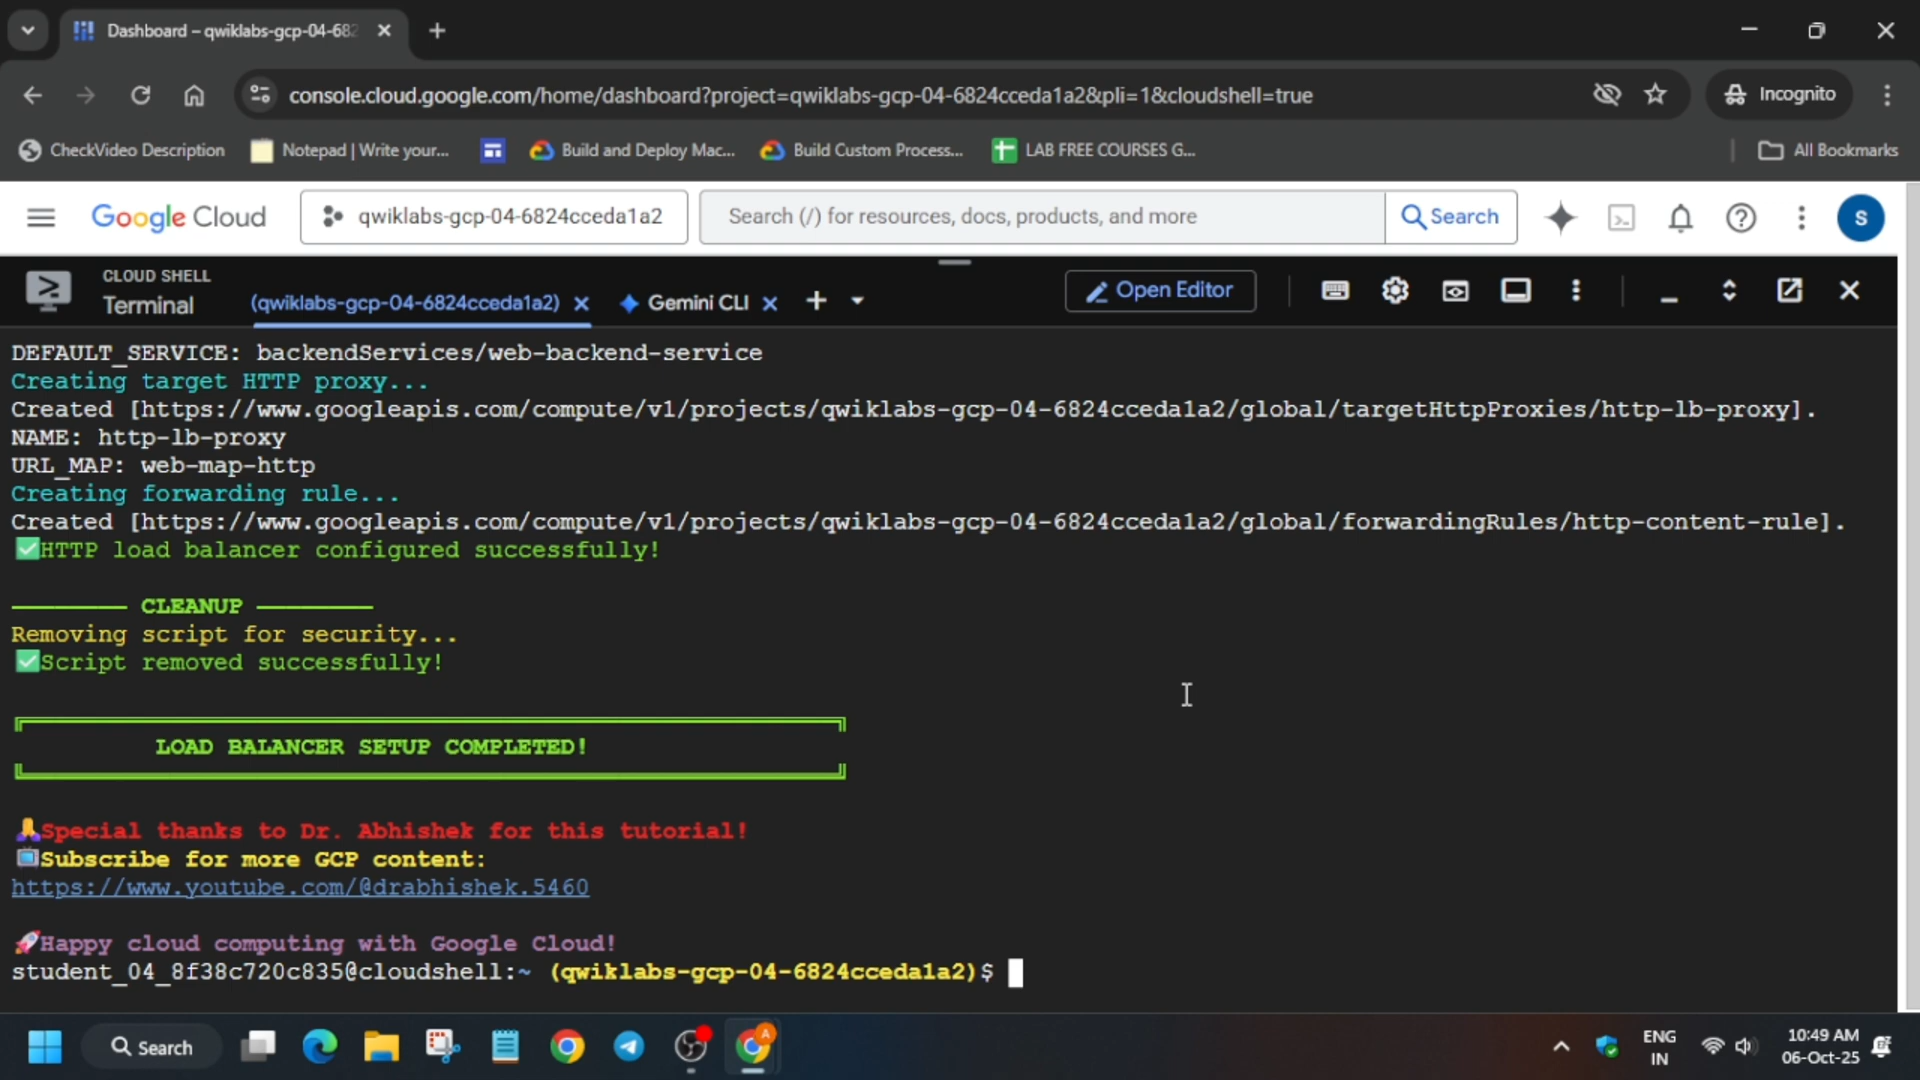 Dashboard – qwiklabs-gcp-04-682
console.cloud.google.com/home/dashboard?project=qwiklabs-gcp-04-6824cceda1a2&pli=1&cloudshell=true
Incognito
CheckVideo Description
Notepad | Write your...
Build and Deploy Mac...
Build Custom Process...
LAB FREE COURSES G...
All Bookmarks
Google Cloud
qwiklabs-gcp-04-6824cceda1a2
Search (/) for resources, docs, products, and more
Search
S
CLOUD SHELL
Terminal
(qwiklabs-gcp-04-6824cceda1a2)
Gemini CLI
Open Editor
DEFAULT_SERVICE: backendServices/web-backend-service
Creating target HTTP proxy...
Created [https://www.googleapis.com/compute/v1/projects/qwiklabs-gcp-04-6824cceda1a2/global/targetHttpProxies/http-lb-proxy].
NAME: http-lb-proxy
URL_MAP: web-map-http
Creating forwarding rule...
Created [https://www.googleapis.com/compute/v1/projects/qwiklabs-gcp-04-6824cceda1a2/global/forwardingRules/http-content-rule].
✅HTTP load balancer configured successfully!
———————— CLEANUP ————————
Removing script for security...
✅Script removed successfully!
LOAD BALANCER SETUP COMPLETED!
🙏Special thanks to Dr. Abhishek for this tutorial!
📺Subscribe for more GCP content:
https://www.youtube.com/@drabhishek.5460
🚀Happy cloud computing with Google Cloud!
student_04_8f38c720c835@cloudshell:~ (qwiklabs-gcp-04-6824cceda1a2)$
Search
ENG
IN
10:49 AM
06-Oct-25